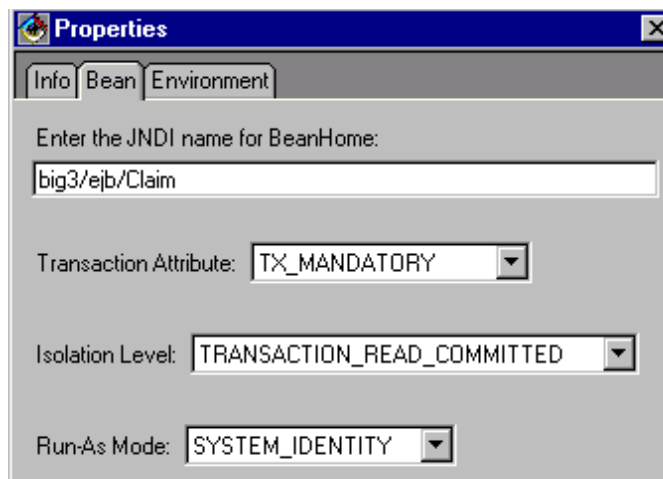 Properties
Info Bean Environment
Enter the JNDI name for BeanHome:
big3/ejb/Claim
Transaction Attribute: TX_MANDATORY
Isolation Level: TRANSACTION_READ_COMMITTED
Run-As Mode: SYSTEM_IDENTITY